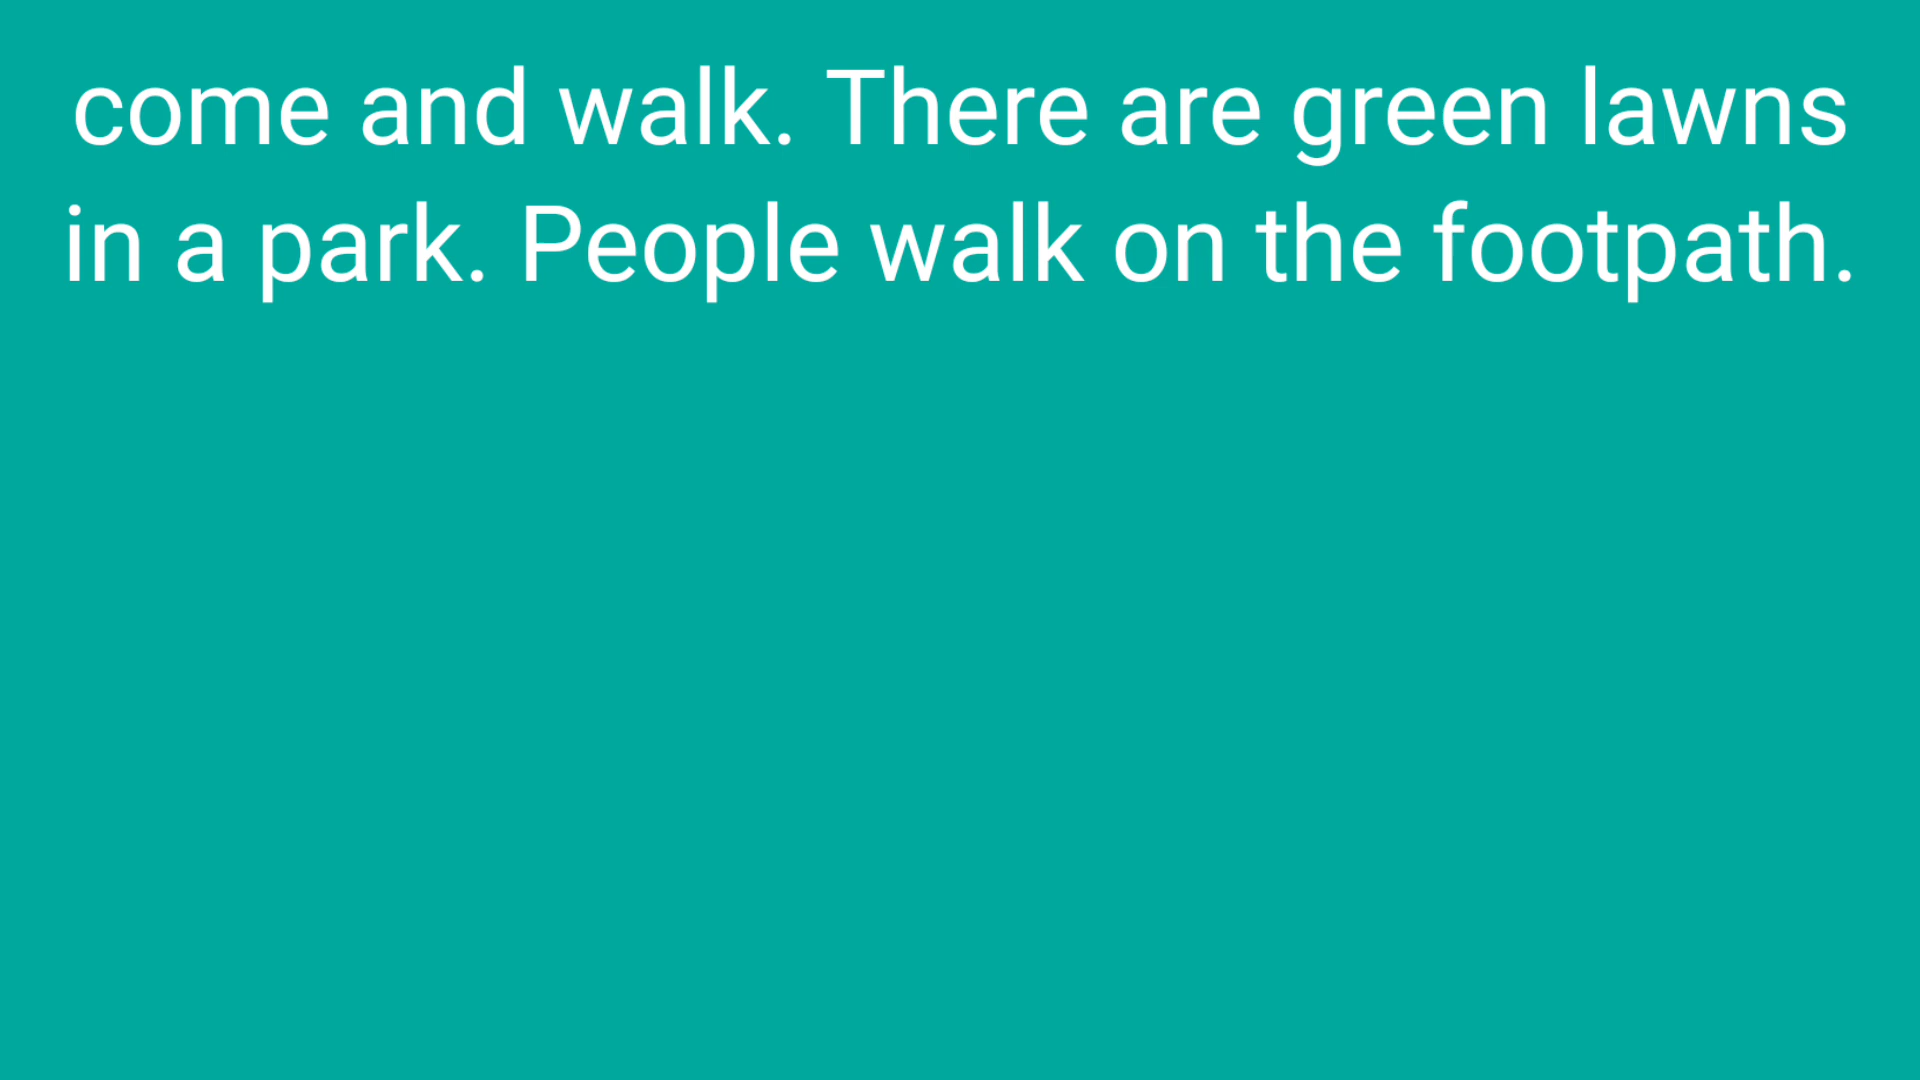 come and walk. There are green lawns
in a park. People walk on the footpath.